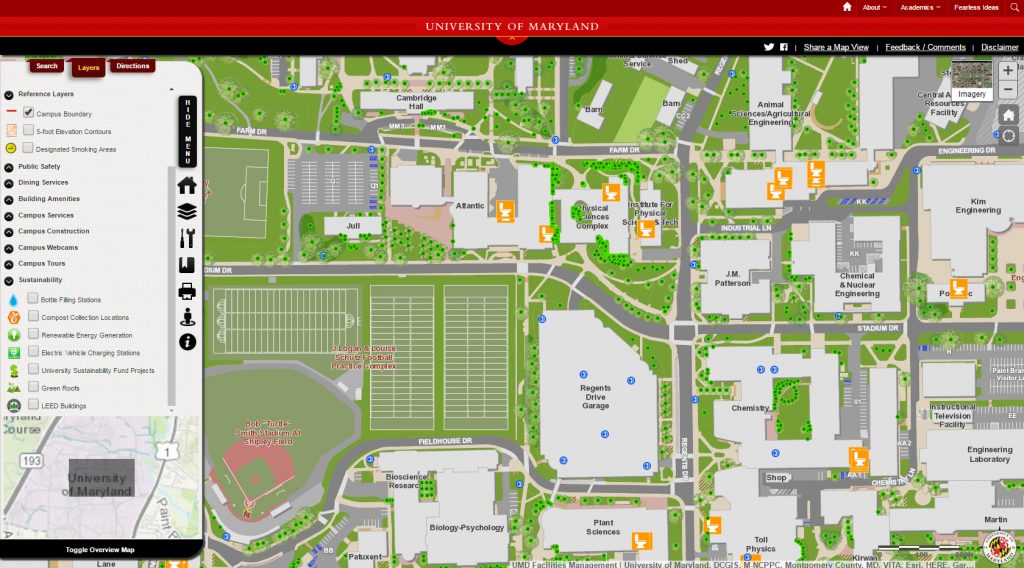 About
Academics
Fearless Ideas
UNIVERSITY OF MARYLAND
Share a Map View
|
Feedback / Comments
|
Disclaimer
Search
Layers
Directions
Reference Layers
Campus Boundary
5-foot Elevation Contours
Designated Smoking Areas
Public Safety
Dining Services
Building Amenities
Campus Services
Campus Construction
Campus Webcams
Campus Tours
Sustainability
Bottle Filling Stations
Compost Collection Locations
Renewable Energy Generation
Electric Vehicle Charging Stations
University Sustainability Fund Projects
Green Roofs
LEED Buildings
HIDE MENU
Course
193
1
University
of Maryland
Paint
Toggle Overview Map
Imagery
Service
Shed
Barn
Barn
CC2
Cambridge
Hall
MM3
MM3
FARM DR
FARM DR
Animal
Sciences/Agricultural
Engineering
Central A
Resources
Facility
ENGINEERING DR
Q1
Atlantic
Jull
Physical
Sciences
Complex
Institute For
Physical
Tech
KK
KK
Kim
Engineering
INDUSTRIAL LN
J.M.
Patterson
Chemical
& Nuclear
Engineering
DIUM DR
STADIUM DR
J.Logan & Louise
Schutz Football
Practice Complex
Regents
Drive
Garage
REGENTS DR
Bob "Turtle"
Smith Stadium At
Shipley Field
FIELDHOUSE DR
Chemistry
Paint Bran
Visitor L
Instructional
Television
Facility
EE
AA2
Engineering
Laboratory
CHEMISTRY LN
Shop
Bioscience
Research
Biology-Psychology
Plant
Sciences
Toll
Physics
Martin
BB
Patuxent
Lane
Kirwan
UMD Facilities Management | University of Maryland, DCGIS, M-NCPPC, Montgomery County, MD, VITA, Esri, HERE, Gar...